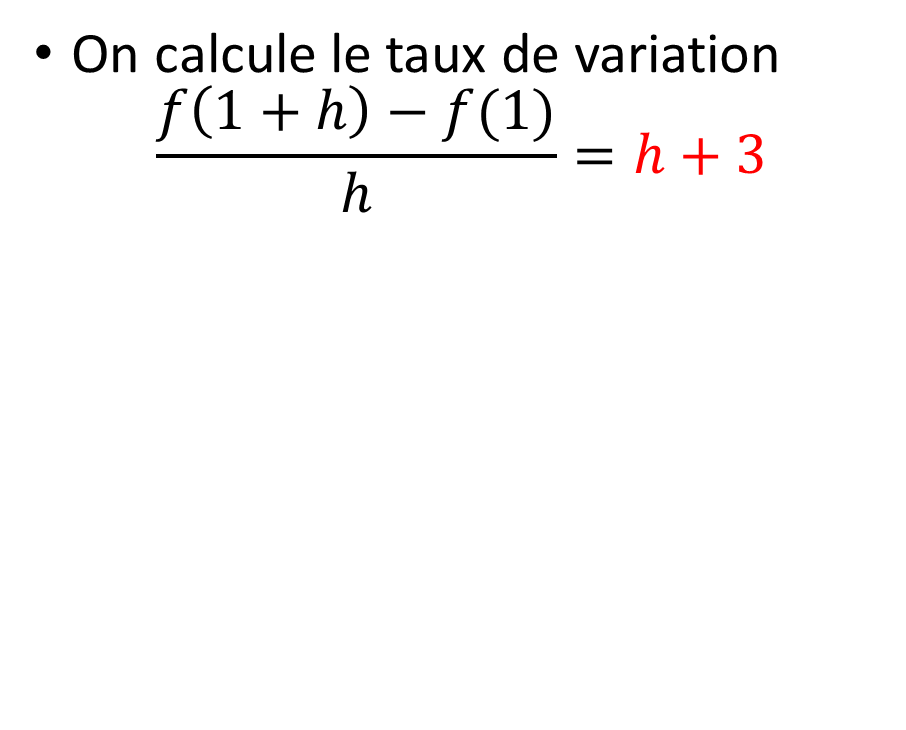 • On calcule le taux de variation
f(1 + h) − f(1)
= h + 3
h